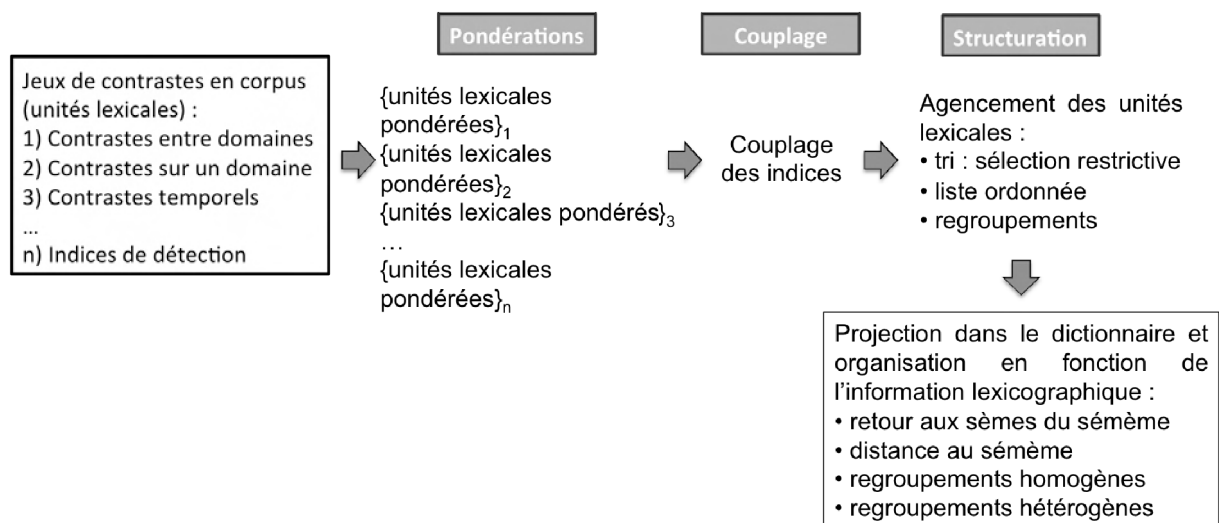 Pondérations
Couplage
Structuration
Jeux de contrastes en corpus
(unités lexicales) :
1) Contrastes entre domaines
2) Contrastes sur un domaine
3) Contrastes temporels
...
n) Indices de détection
{unités lexicales
pondérées}1
{unités lexicales
pondérées}2
{unités lexicales pondérés}3
…
{unités lexicales
pondérées}n
Couplage
des indices
Agencement des unités
lexicales :
• tri : sélection restrictive
• liste ordonnée
• regroupements
Projection dans le dictionnaire et
organisation en fonction de
l’information lexicographique :
• retour aux sèmes du sémème
• distance au sémème
• regroupements homogènes
• regroupements hétérogènes